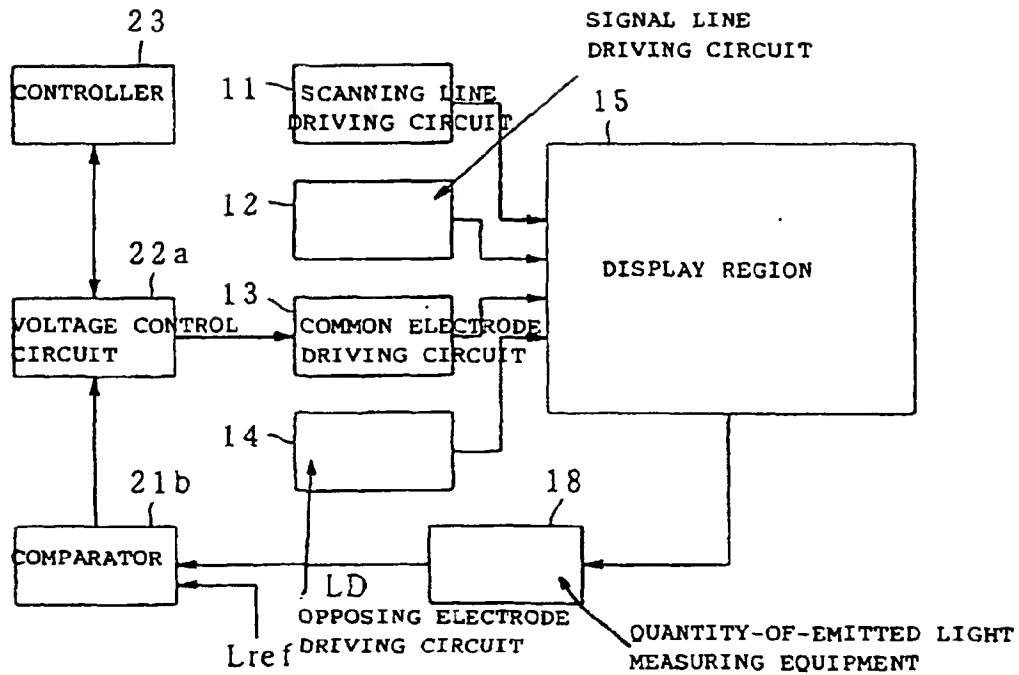 23
CONTROLLER
11
SCANNING LINE
DRIVING CIRCUIT
SIGNAL LINE
DRIVING CIRCUIT
15
12
DISPLAY REGION
22a
VOLTAGE CONTROL
CIRCUIT
13
COMMON ELECTRODE
DRIVING CIRCUIT
14
21b
COMPARATOR
18
LD
OPPOSING ELECTRODE
DRIVING CIRCUIT
Lref
QUANTITY-OF-EMITTED LIGHT
MEASURING EQUIPMENT